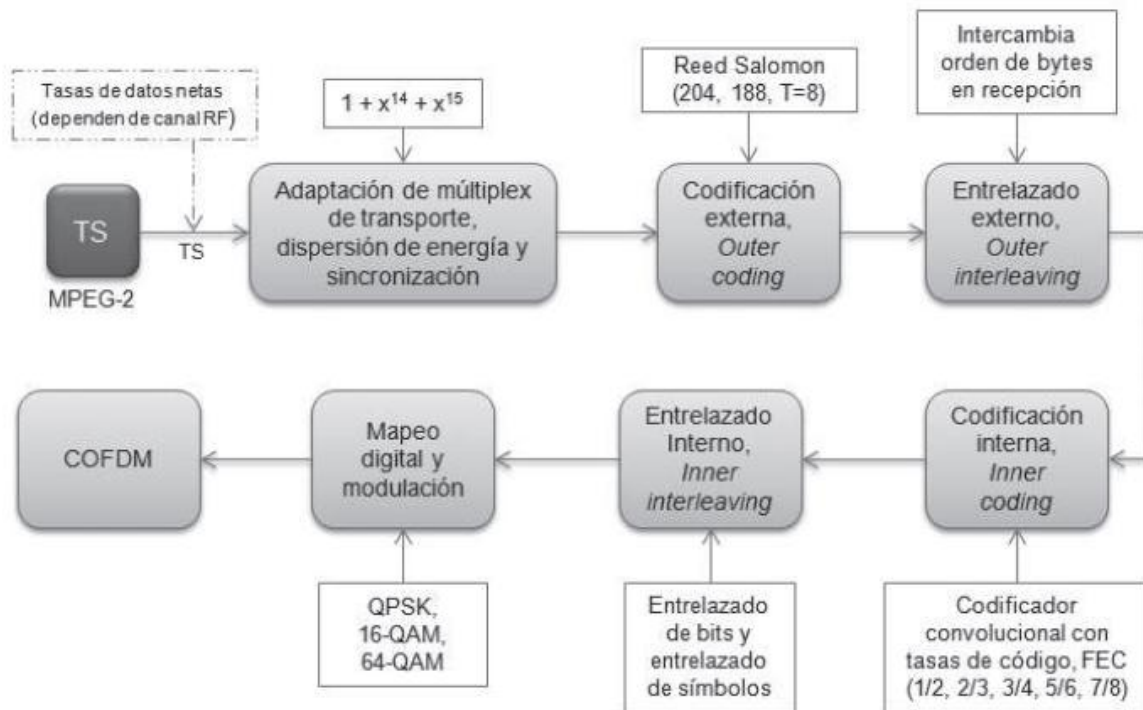 Tasas de datos netas
(dependen de canal RF)
1 + x¹⁴ + x¹⁵
Reed Salomon
(204, 188, T=8)
Intercambia
orden de bytes
en recepción
TS
MPEG-2
TS
Adaptación de múltiplex
de transporte,
dispersión de energía y
sincronización
Codificación
externa,
Outer
coding
Entrelazado
externo,
Outer
interleaving
COFDM
Mapeo
digital y
modulación
Entrelazado
Interno,
Inner
interleaving
Codificación
interna,
Inner
coding
QPSK,
16-QAM,
64-QAM
Entrelazado
de bits y
entrelazado
de símbolos
Codificador
convolucional con
tasas de código, FEC
(1/2, 2/3, 3/4, 5/6, 7/8)